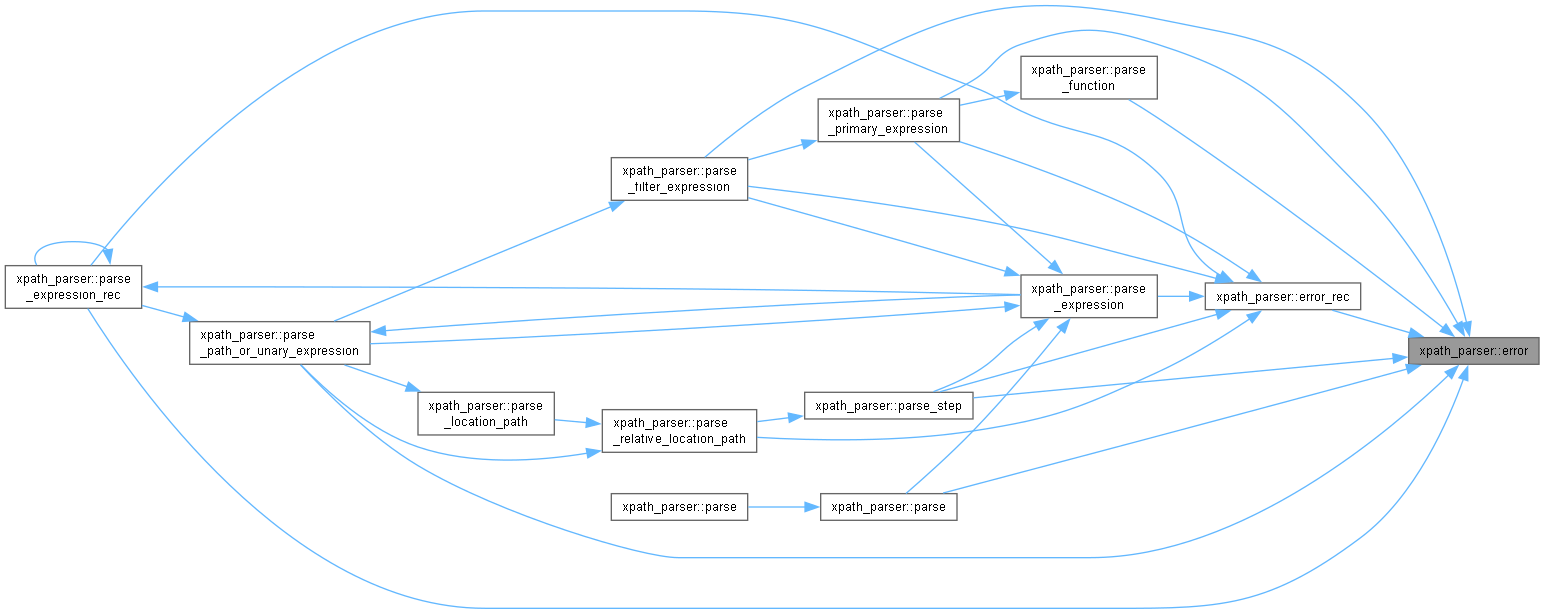 xpath_parser::parse
_function
xpath_parser::parse
_primary_expression
xpath_parser::parse
_filter_expression
xpath_parser::parse
_expression_rec
xpath_parser::parse
_expression
xpath_parser::error_rec
xpath_parser::parse
_path_or_unary_expression
xpath_parser::error
xpath_parser::parse
_location_path
xpath_parser::parse_step
xpath_parser::parse
_relative_location_path
xpath_parser::parse
xpath_parser::parse